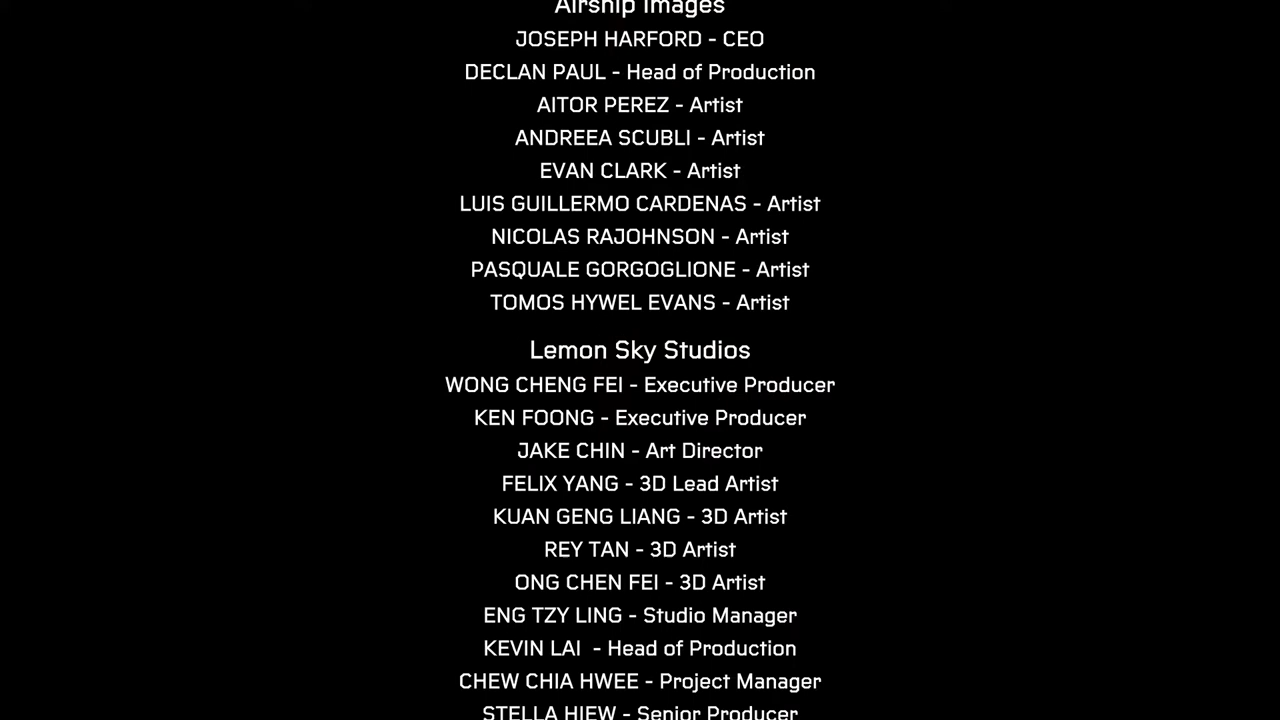 Airship Images
JOSEPH HARFORD - CEO
DECLAN PAUL - Head of Production
AITOR PEREZ - Artist
ANDREEA SCUBLI - Artist
EVAN CLARK - Artist
LUIS GUILLERMO CARDENAS - Artist
NICOLAS RAJOHNSON - Artist
PASQUALE GORGOGLIONE - Artist
TOMOS HYWEL EVANS - Artist
Lemon Sky Studios
WONG CHENG FEI - Executive Producer
KEN FOONG - Executive Producer
JAKE CHIN - Art Director
FELIX YANG - 3D Lead Artist
KUAN GENG LIANG - 3D Artist
REY TAN - 3D Artist
ONG CHEN FEI - 3D Artist
ENG TZY LING - Studio Manager
KEVIN LAI  - Head of Production
CHEW CHIA HWEE - Project Manager
STELLA HIEW - Senior Producer